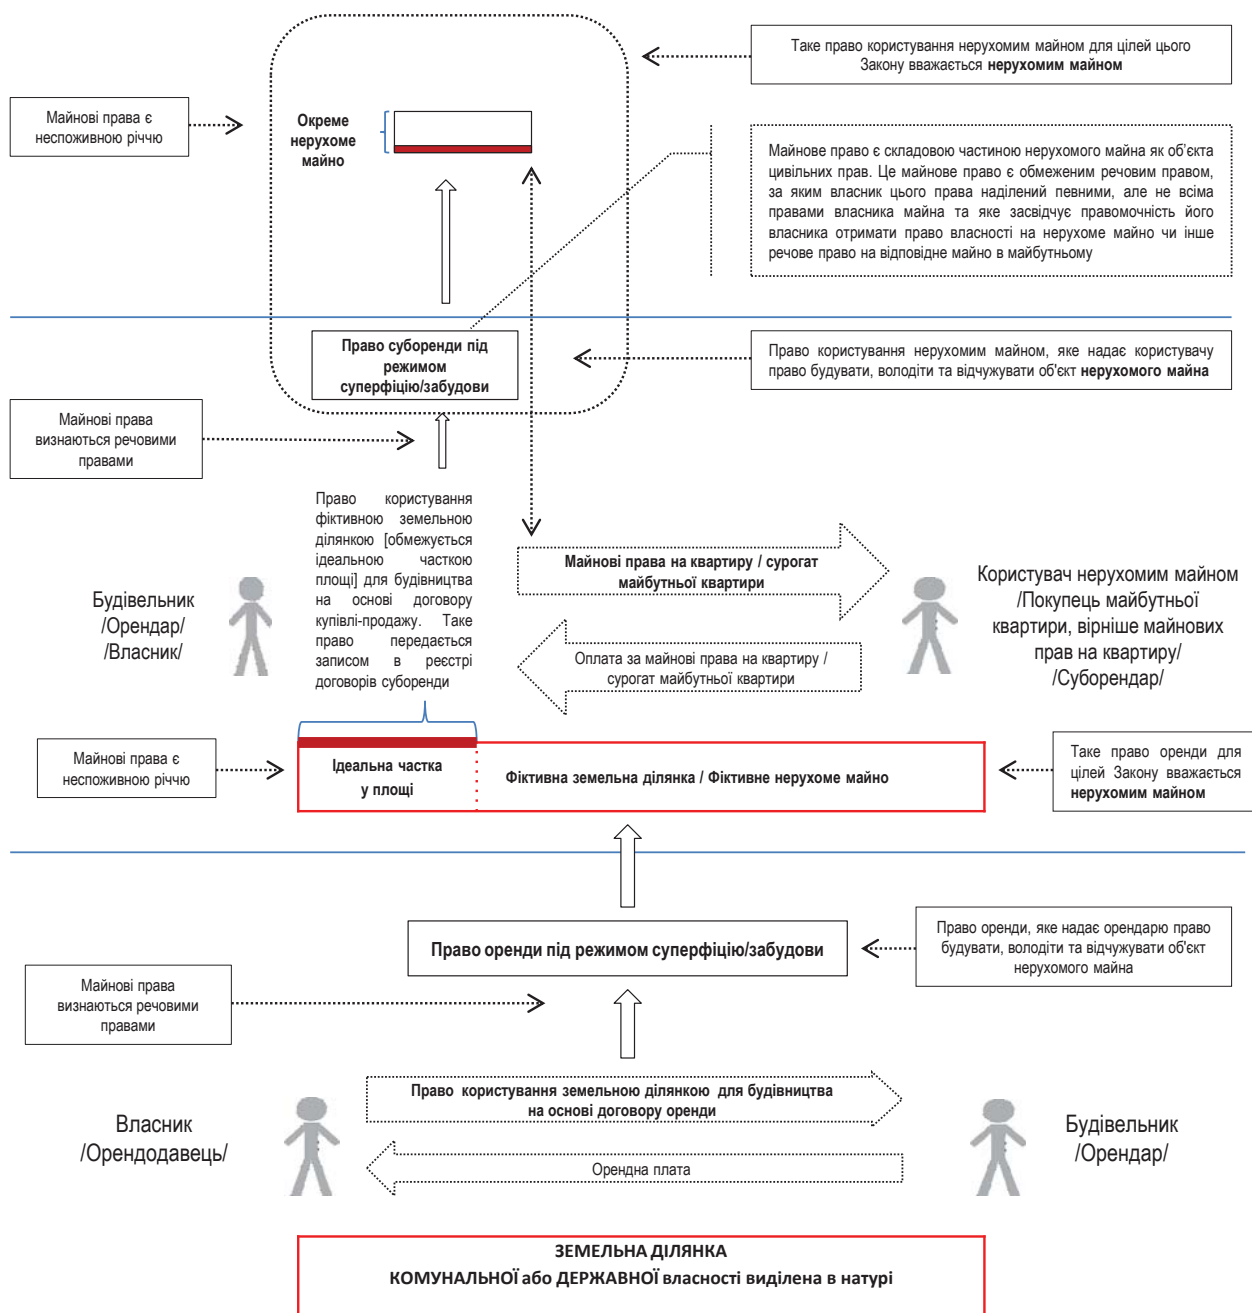 Таке право користування нерухомим майном для цілей цього
Закону вважається нерухомим майном
Майнові права є
неспоживною річчю
Окреме
нерухоме
майно
Майнове право є складовою частиною нерухомого майна як об’єкта
цивільних прав. Це майнове право є обмеженим речовим правом,
за яким власник цього права наділений певними, але не всіма
правами власника майна та яке засвідчує правомочність його
власника отримати право власності на нерухоме майно чи інше
речове право на відповідне майно в майбутньому
Право суборенди під
режимом
суперфіцію/забудови
Право користування нерухомим майном, яке надає користувачу
право будувати, володіти та відчужувати об'єкт нерухомого майна
Майнові права
визнаються речовими
правами
Право користування
фіктивною земельною
ділянкою [обмежується
ідеальною часткою
площі] для будівництва
на основі договору
купівлі-продажу. Таке
право передається
записом в реєстрі
договорів суборенди
Майнові права на квартиру / сурогат
майбутньої квартири
Будівельник
/Орендар/
/Власник/
Користувач нерухомим майном
/Покупець майбутньої
квартири, вірніше майнових
прав на квартиру/
/Суборендар/
Оплата за майнові права на квартиру /
сурогат майбутньої квартири
Майнові права є
неспоживною річчю
Ідеальна частка
у площі
Фіктивна земельна ділянка / Фіктивне нерухоме майно
Таке право оренди для
цілей Закону вважається
нерухомим майном
Право оренди під режимом суперфіцію/забудови
Право оренди, яке надає орендарю право
будувати, володіти та відчужувати об'єкт
нерухомого майна
Майнові права
визнаються речовими
правами
Право користування земельною ділянкою для будівництва
на основі договору оренди
Власник
/Орендодавець/
Будівельник
/Орендар/
Орендна плата
ЗЕМЕЛЬНА ДІЛЯНКА
КОМУНАЛЬНОЇ або ДЕРЖАВНОЇ власності виділена в натурі